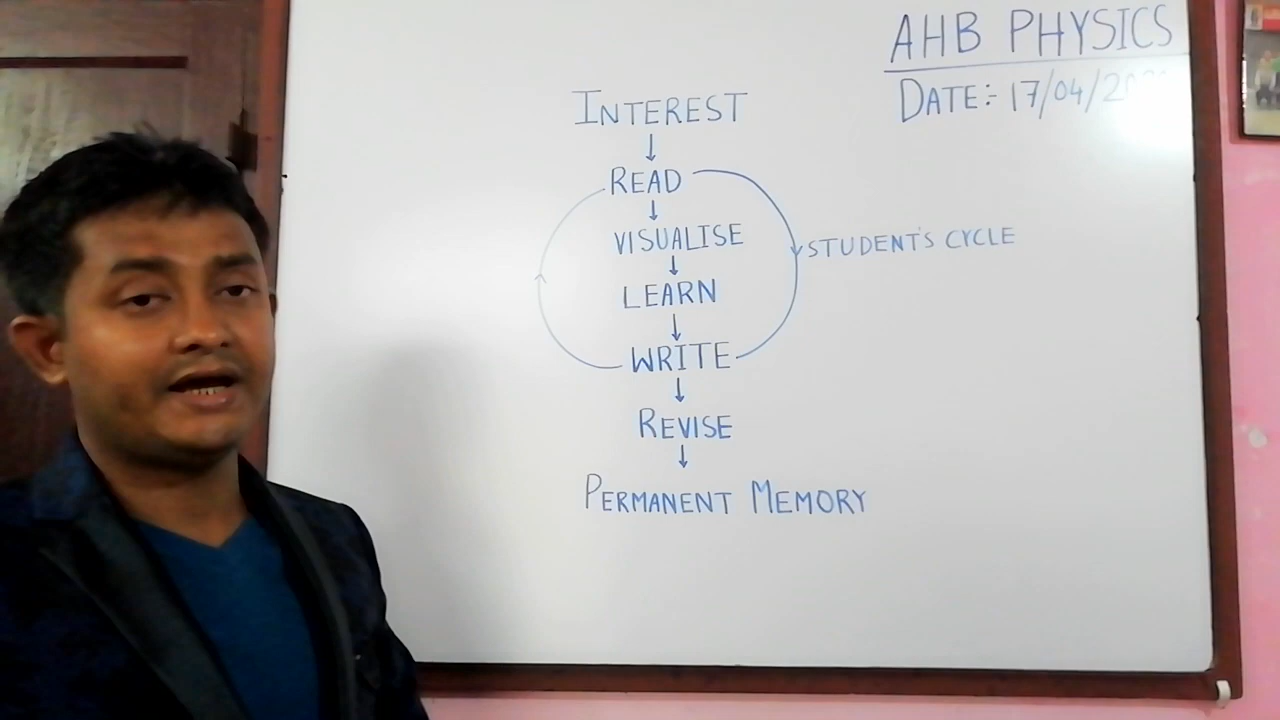 AHB PHYSICS
DATE:- 17/04/
INTEREST
READ
VISUALISE
STUDENT'S CYCLE
LEARN
WRITE
REVISE
PERMANENT MEMORY